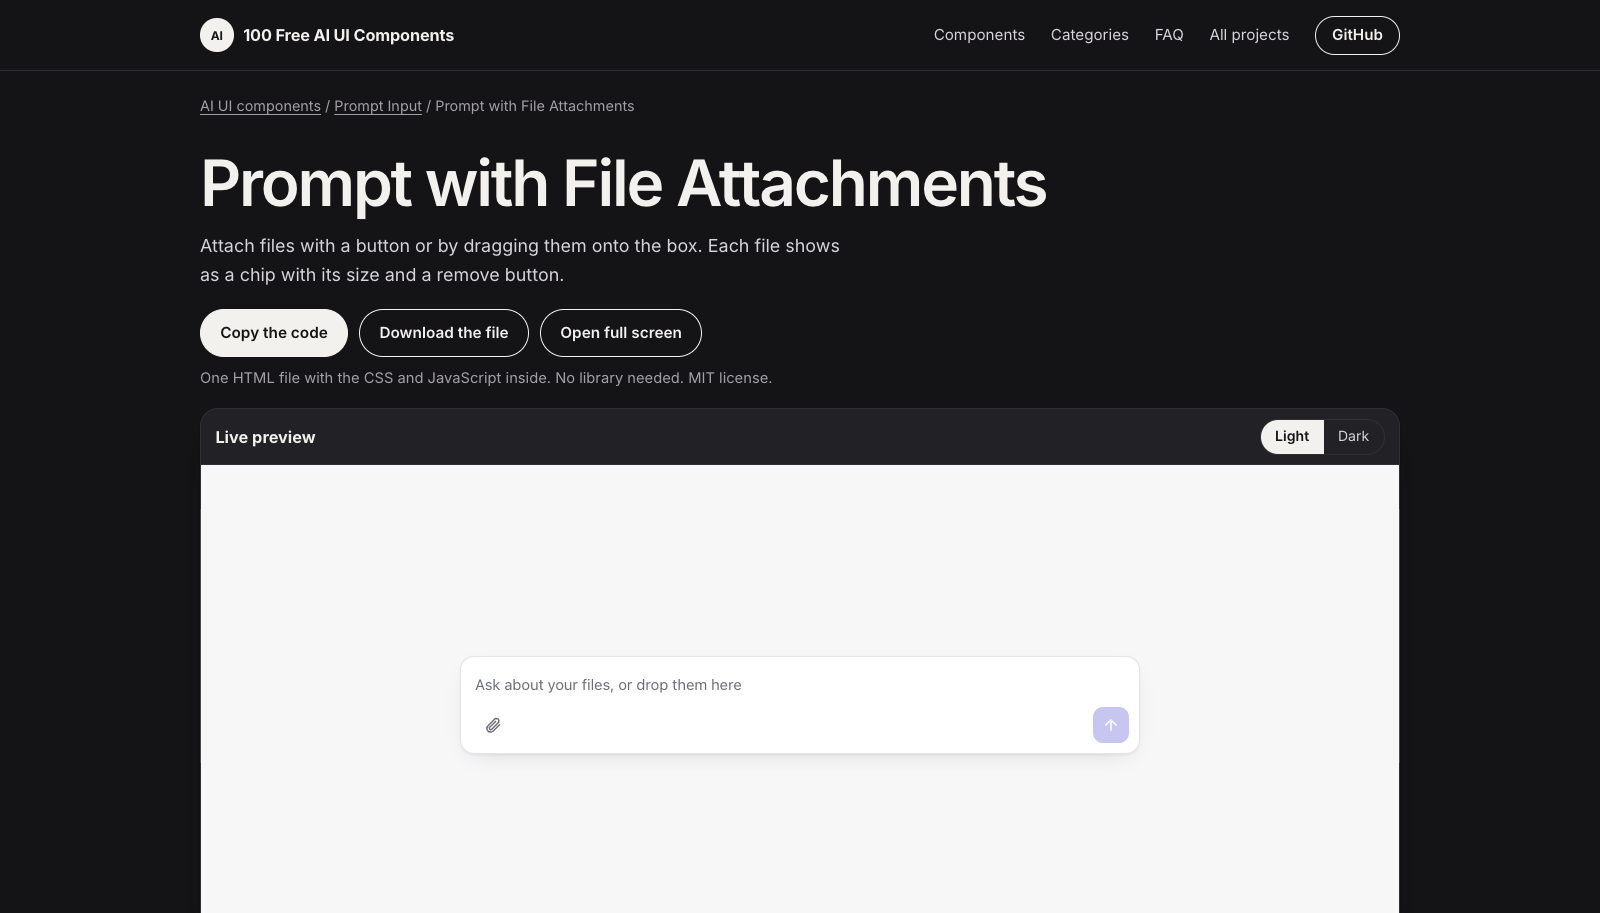 AI
100 Free AI UI Components
Components
Categories
FAQ
All projects
GitHub
AI UI components / Prompt Input / Prompt with File Attachments
Prompt with File Attachments
Attach files with a button or by dragging them onto the box. Each file shows
as a chip with its size and a remove button.
Copy the code
Download the file
Open full screen
One HTML file with the CSS and JavaScript inside. No library needed. MIT license.
Live preview
Light
Dark
Ask about your files, or drop them here